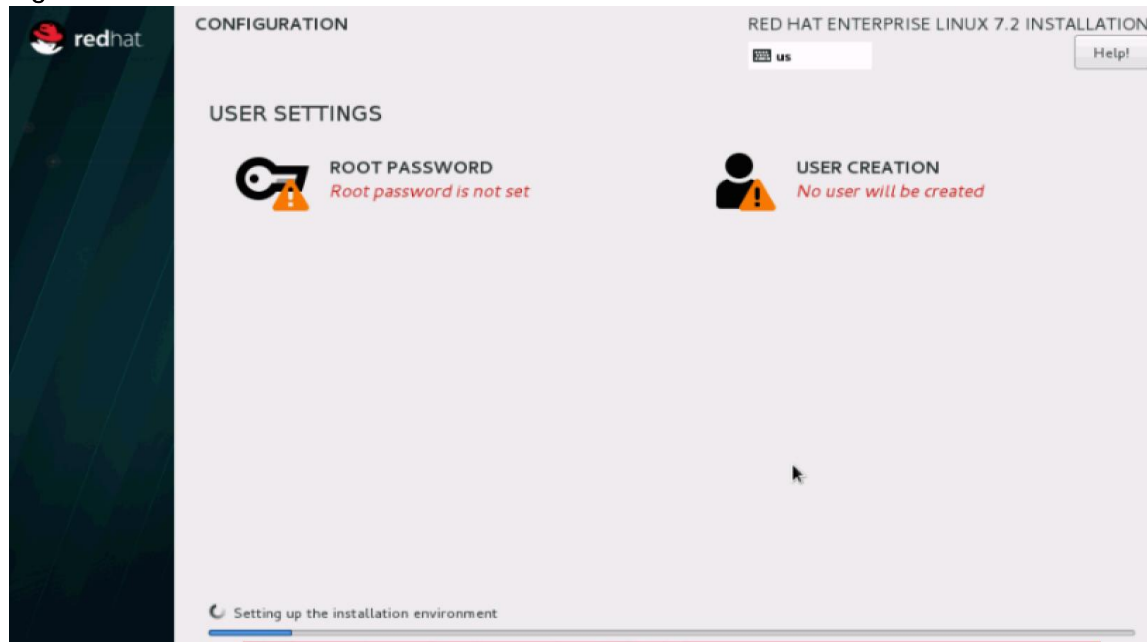 redhat.
CONFIGURATION
RED HAT ENTERPRISE LINUX 7.2 INSTALLATION
us
Help!
USER SETTINGS
ROOT PASSWORD
Root password is not set
USER CREATION
No user will be created
Setting up the installation environment